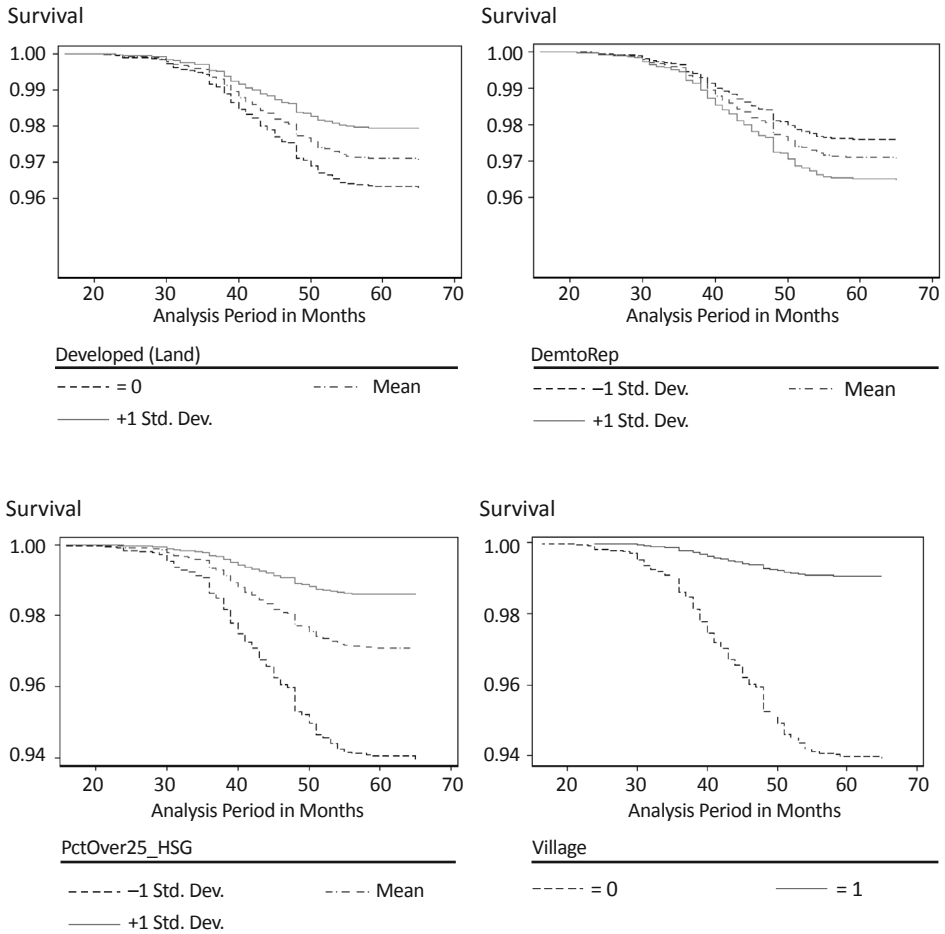 Survival
1.00
0.99
0.98
0.97
0.96
20 30 40 50 60 70
Analysis Period in Months
Developed (Land)
= 0
Mean
+1 Std. Dev.
Survival
1.00
0.99
0.98
0.97
0.96
20 30 40 50 60 70
Analysis Period in Months
DemtoRep
–1 Std. Dev.
Mean
+1 Std. Dev.
Survival
1.00
0.98
0.96
0.94
20 30 40 50 60 70
Analysis Period in Months
PctOver25_HSG
–1 Std. Dev.
Mean
+1 Std. Dev.
Survival
1.00
0.98
0.96
0.94
20 30 40 50 60 70
Analysis Period in Months
Village
= 0
= 1